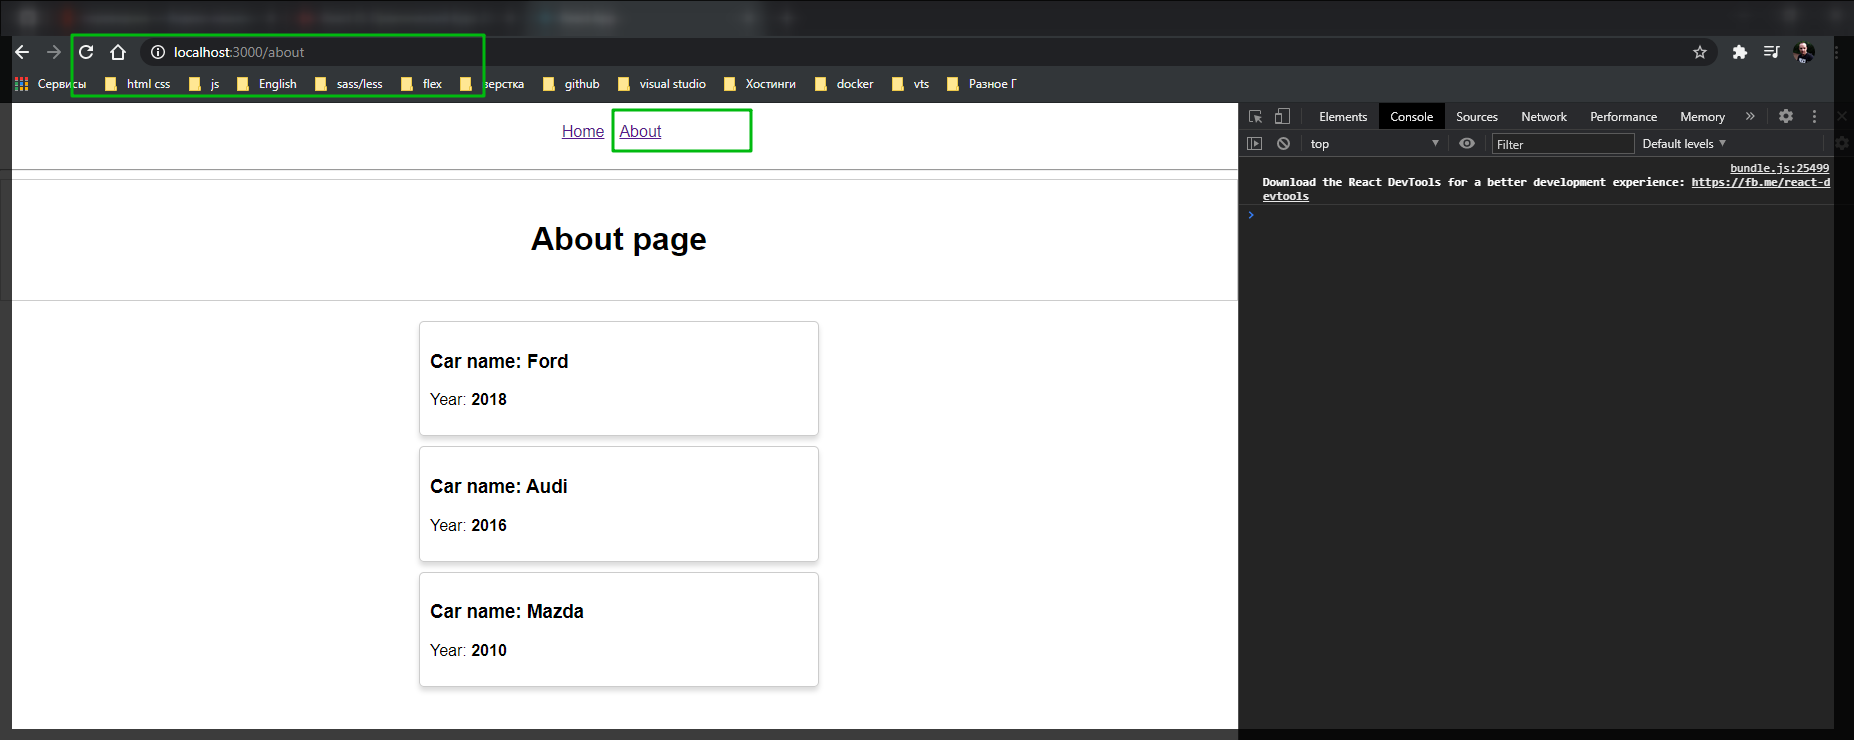 localhost:3000/about
Сервисы html css js English sass/less flex верстка github visual studio Хостинги docker vts Разное Г
Home About
About page
Car name: Ford
Year: 2018
Car name: Audi
Year: 2016
Car name: Mazda
Year: 2010
Elements Console Sources Network Performance Memory »
top Filter Default levels
bundle.js:25499
Download the React DevTools for a better development experience: https://fb.me/react-d
evtools